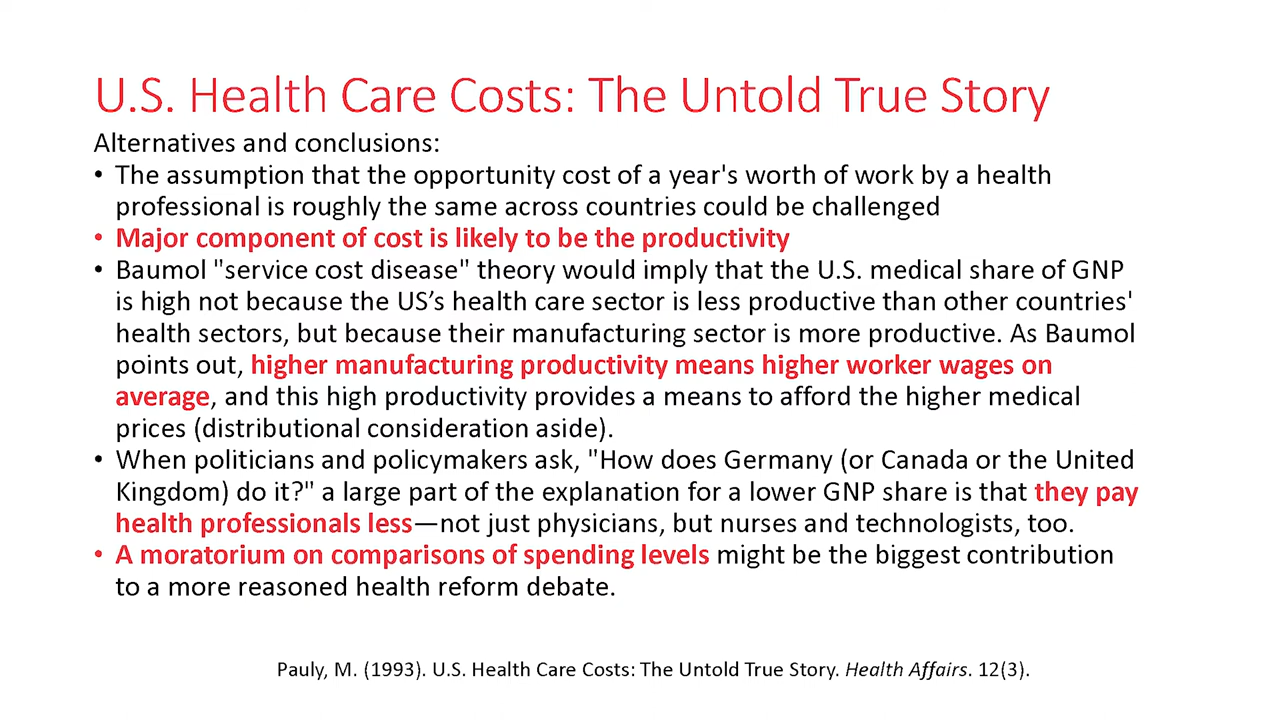 U.S. Health Care Costs: The Untold True Story
Alternatives and conclusions:
• The assumption that the opportunity cost of a year's worth of work by a health
professional is roughly the same across countries could be challenged
• Major component of cost is likely to be the productivity
• Baumol "service cost disease" theory would imply that the U.S. medical share of GNP
is high not because the US’s health care sector is less productive than other countries'
health sectors, but because their manufacturing sector is more productive. As Baumol
points out, higher manufacturing productivity means higher worker wages on
average, and this high productivity provides a means to afford the higher medical
prices (distributional consideration aside).
• When politicians and policymakers ask, "How does Germany (or Canada or the United
Kingdom) do it?" a large part of the explanation for a lower GNP share is that they pay
health professionals less—not just physicians, but nurses and technologists, too.
• A moratorium on comparisons of spending levels might be the biggest contribution
to a more reasoned health reform debate.
Pauly, M. (1993). U.S. Health Care Costs: The Untold True Story. Health Affairs. 12(3).